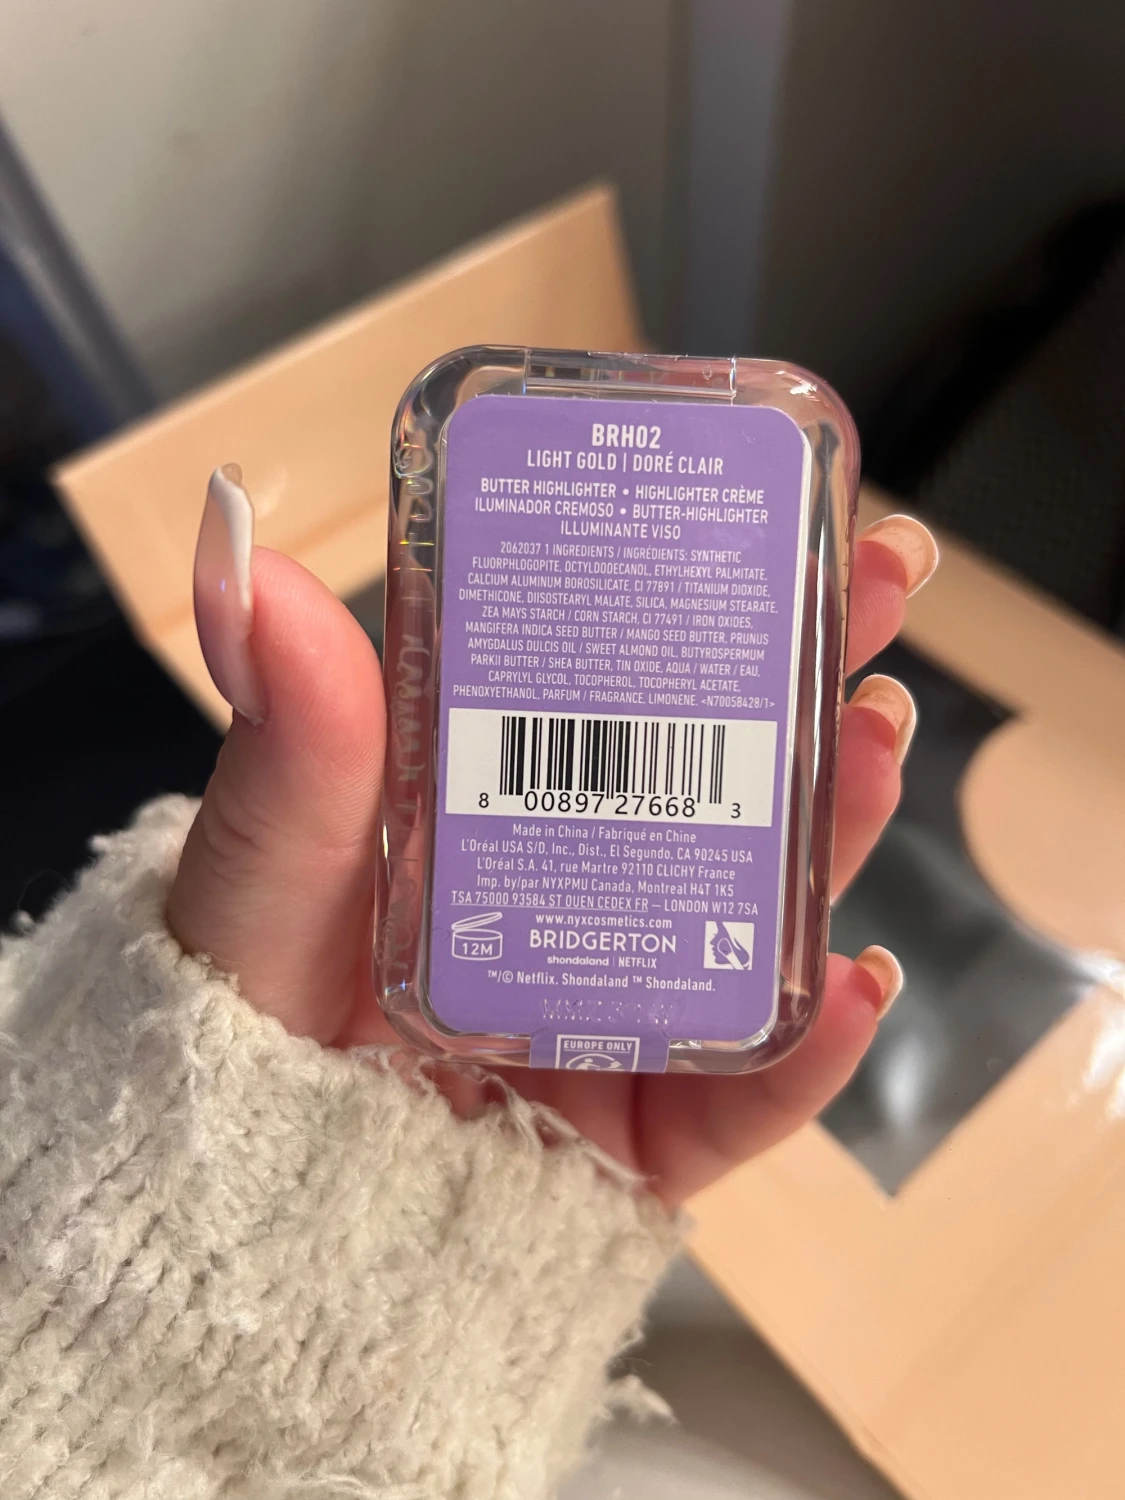 BRH02
LIGHT GOLD | DORÉ CLAIR
BUTTER HIGHLIGHTER • HIGHLIGHTER CRÈME
ILUMINADOR CREMOSO • BUTTER-HIGHLIGHTER
ILLUMINANTE VISO
2062037 1 INGREDIENTS / INGRÉDIENTS: SYNTHETIC
FLUORPHLOGOPITE, OCTYLDODECANOL, ETHYLHEXYL PALMITATE,
CALCIUM ALUMINUM BOROSILICATE, CI 77891 / TITANIUM DIOXIDE,
DIMETHICONE, DIISOSTEARYL MALATE, SILICA, MAGNESIUM STEARATE,
ZEA MAYS STARCH / CORN STARCH, CI 77491 / IRON OXIDES,
MANGIFERA INDICA SEED BUTTER / MANGO SEED BUTTER, PRUNUS
AMYGDALUS DULCIS OIL / SWEET ALMOND OIL, BUTYROSPERMUM
PARKII BUTTER / SHEA BUTTER, TIN OXIDE, AQUA / WATER / EAU,
CAPRYLYL GLYCOL, TOCOPHEROL, TOCOPHERYL ACETATE,
PHENOXYETHANOL, PARFUM / FRAGRANCE, LIMONENE. <N70058428/1>
8 00897 27668 3
Made in China / Fabriqué en Chine
L'Oréal USA S/D, Inc., Dist., El Segundo, CA 90245 USA
L'Oréal S.A. 41, rue Martre 92110 CLICHY France
Imp. by/par NYXPMU Canada, Montreal H4T 1K5
TSA 75000 93584 ST OUEN CEDEX FR — LONDON W12 7SA
www.nyxcosmetics.com
12M
BRIDGERTON
shondaland | NETFLIX
™/© Netflix. Shondaland ™ Shondaland.
EUROPE ONLY